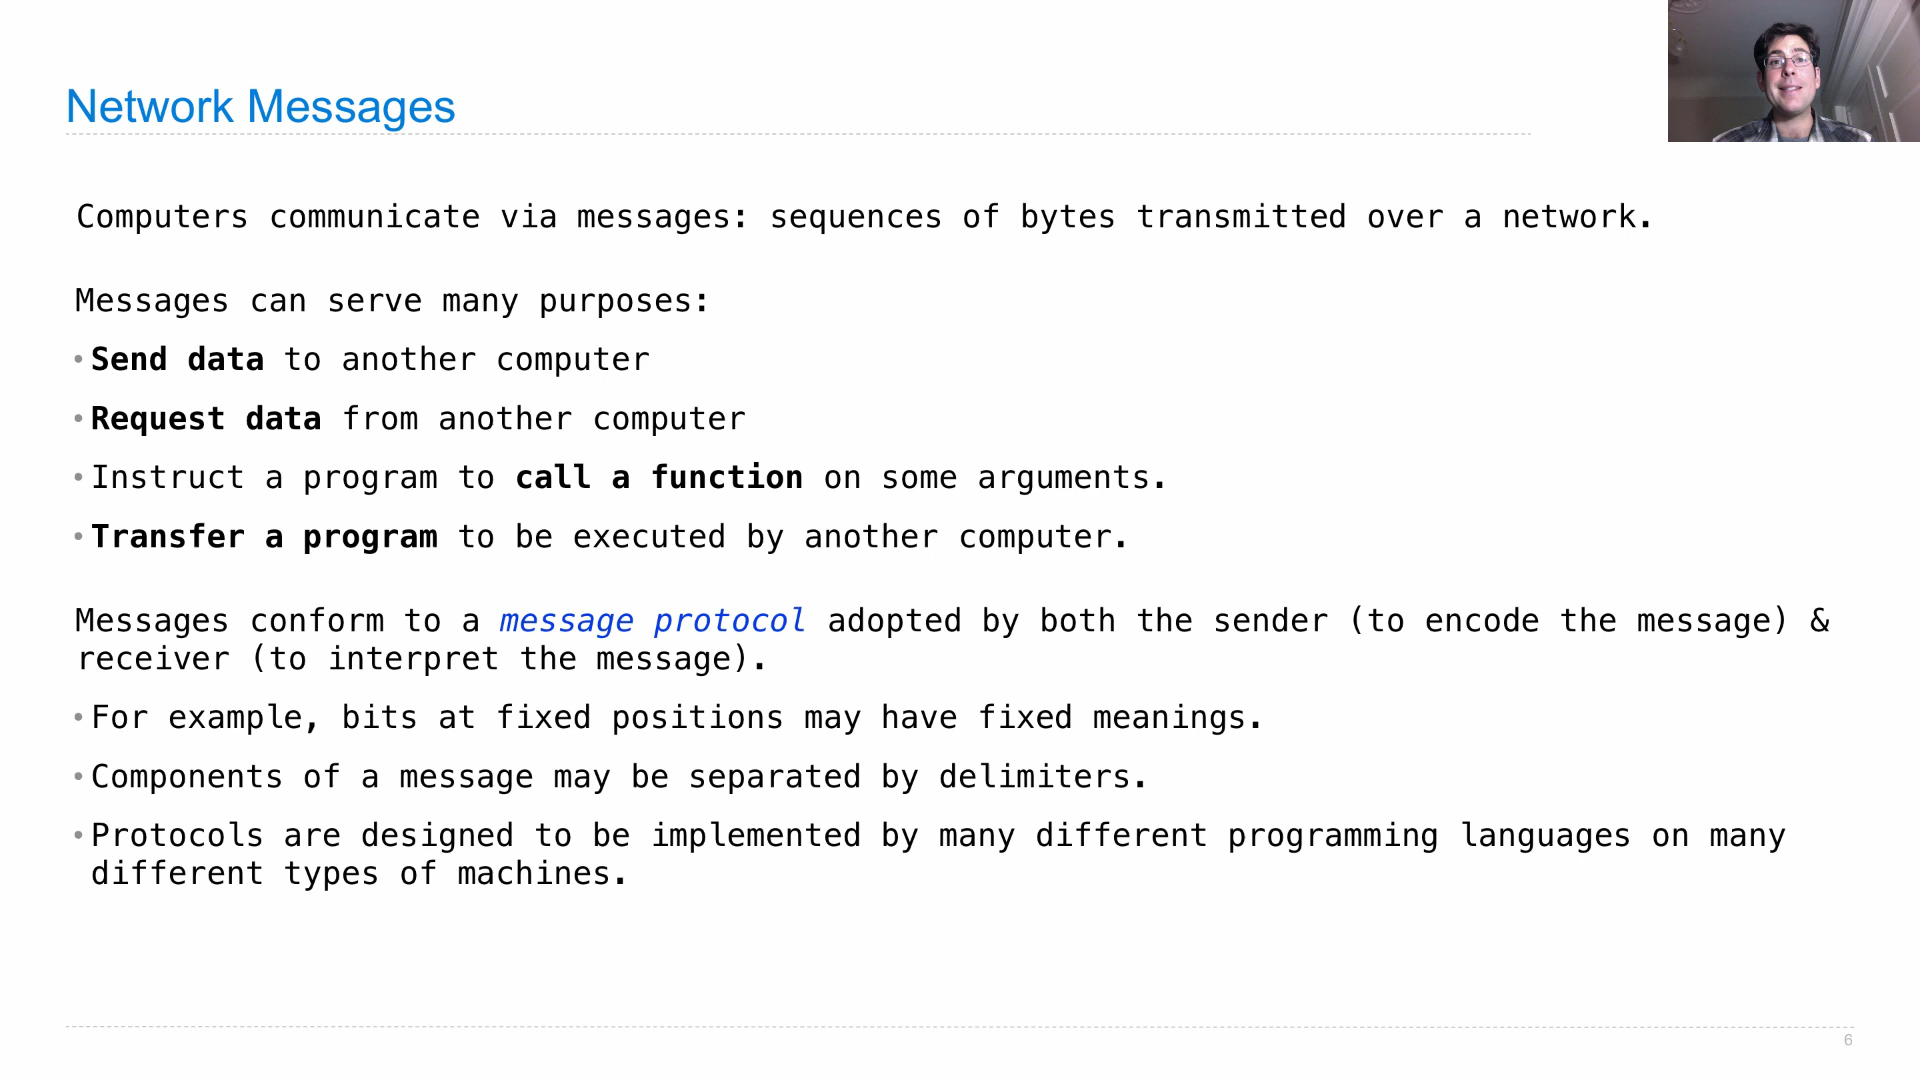 Network Messages
Computers communicate via messages: sequences of bytes transmitted over a network.
Messages can serve many purposes:
•Send data to another computer
•Request data from another computer
•Instruct a program to call a function on some arguments.
•Transfer a program to be executed by another computer.
Messages conform to a message protocol adopted by both the sender (to encode the message) &
receiver (to interpret the message).
•For example, bits at fixed positions may have fixed meanings.
•Components of a message may be separated by delimiters.
•Protocols are designed to be implemented by many different programming languages on many
different types of machines.
6